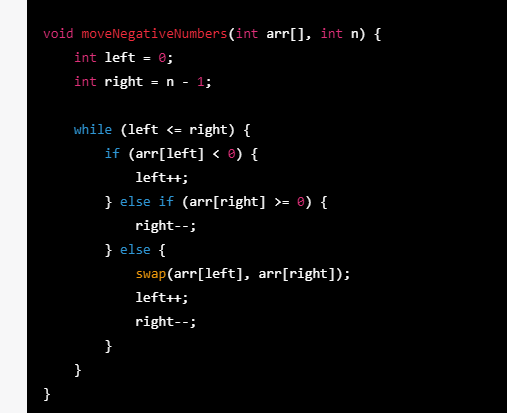 void moveNegativeNumbers(int arr[], int n) {
    int left = 0;
    int right = n - 1;

    while (left <= right) {
        if (arr[left] < 0) {
            left++;
        } else if (arr[right] >= 0) {
            right--;
        } else {
            swap(arr[left], arr[right]);
            left++;
            right--;
        }
    }
}